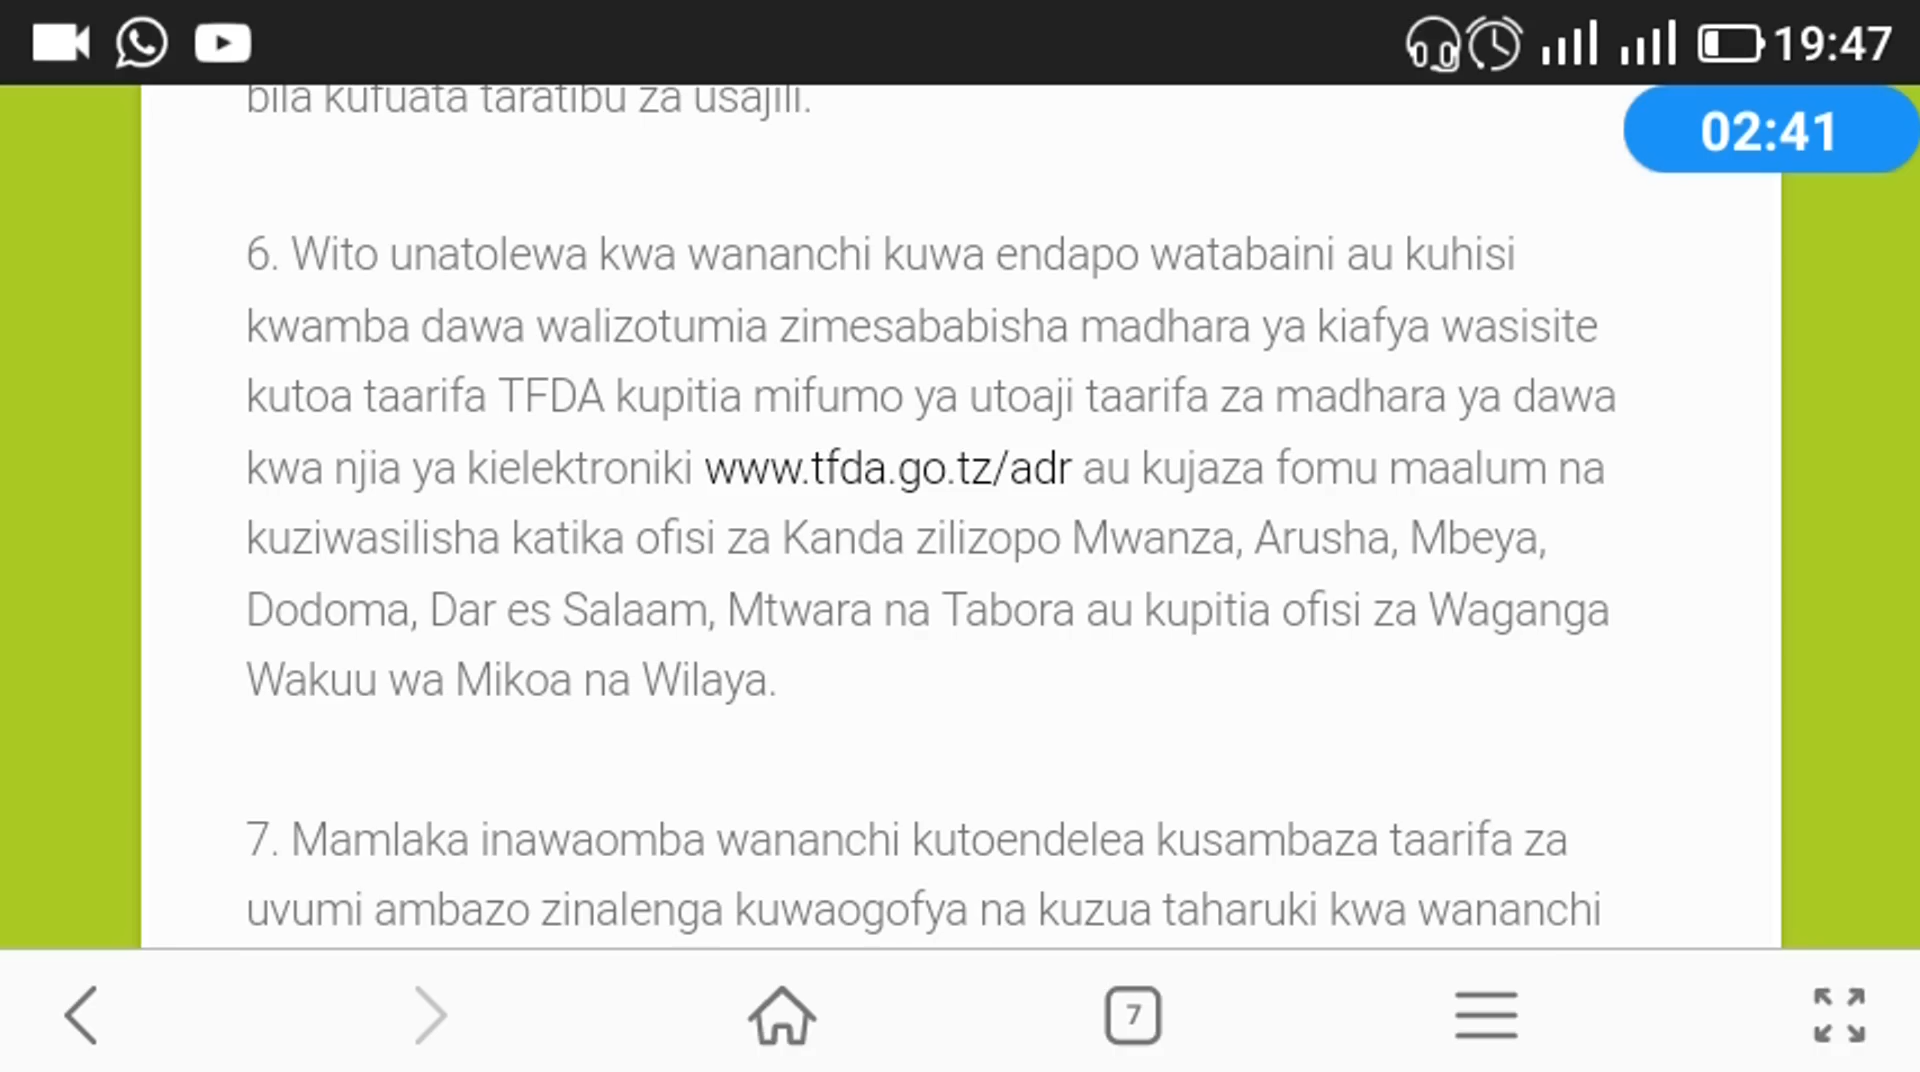 19:47
bila kufuata taratibu za usajili.
02:41
6. Wito unatolewa kwa wananchi kuwa endapo watabaini au kuhisi
kwamba dawa walizotumia zimesababisha madhara ya kiafya wasisite
kutoa taarifa TFDA kupitia mifumo ya utoaji taarifa za madhara ya dawa
kwa njia ya kielektroniki www.tfda.go.tz/adr au kujaza fomu maalum na
kuziwasilisha katika ofisi za Kanda zilizopo Mwanza, Arusha, Mbeya,
Dodoma, Dar es Salaam, Mtwara na Tabora au kupitia ofisi za Waganga
Wakuu wa Mikoa na Wilaya.
7. Mamlaka inawaomba wananchi kutoendelea kusambaza taarifa za
uvumi ambazo zinalenga kuwaogofya na kuzua taharuki kwa wananchi
7